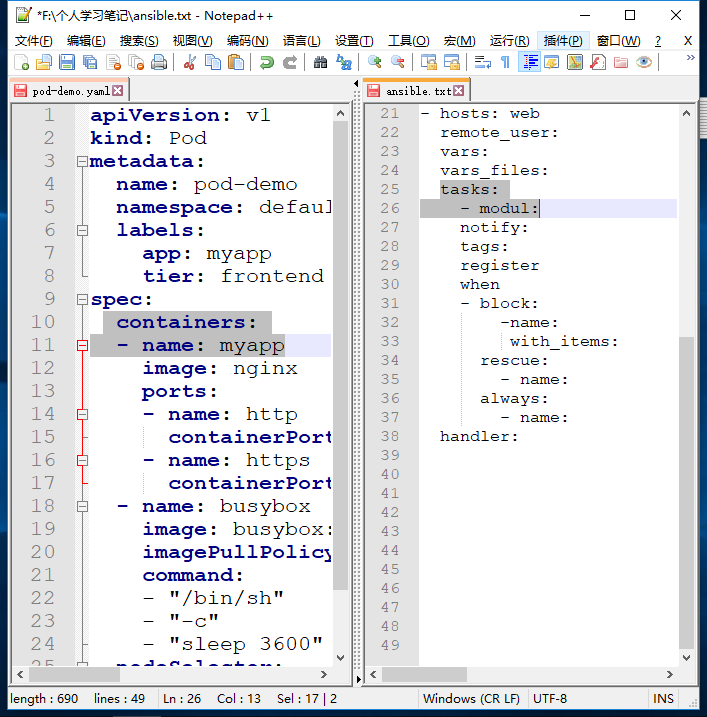 *F:\个人学习笔记\ansible.txt - Notepad++
文件(F) 编辑(E) 搜索(S) 视图(V) 编码(N) 语言(L) 设置(T) 工具(O) 宏(M) 运行(R) 插件(P) 窗口(W) ? X
pod-demo.yaml
1 apiVersion: v1
2 kind: Pod
3 metadata:
4 name: pod-demo
5 namespace: defaul
6 labels:
7 app: myapp
8 tier: frontend
9 spec:
10 containers:
11 - name: myapp
12 image: nginx
13 ports:
14 - name: http
15 containerPort
16 - name: https
17 containerPort
18 - name: busybox
19 image: busybox:
20 imagePullPolicy
21 command:
22 - "/bin/sh"
23 - "-c"
24 - "sleep 3600"
25 nodeSelector:
ansible.txt
21 - hosts: web
22 remote_user:
23 vars:
24 vars_files:
25 tasks:
26 - modul:
27 notify:
28 tags:
29 register
30 when
31 - block:
32 -name:
33 with_items:
34 rescue:
35 - name:
36 always:
37 - name:
38 handler:
39
40
41
42
43
44
45
46
47
48
49
length : 690 lines : 49 Ln : 26 Col : 13 Sel : 17 | 2 Windows (CR LF) UTF-8 INS